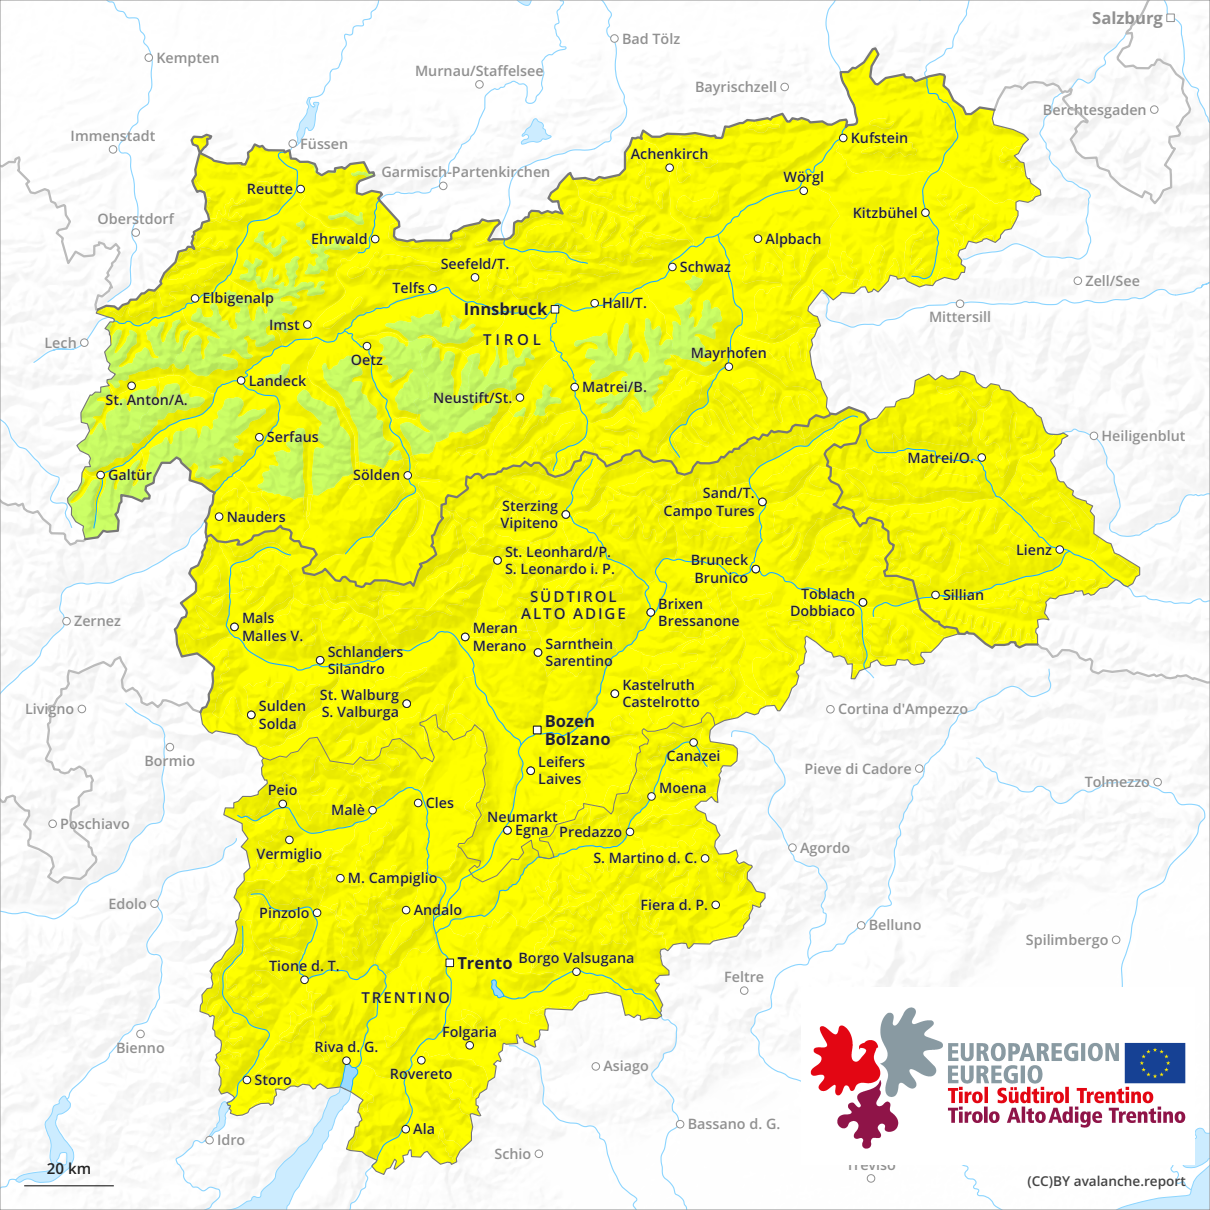 Salzburg
Bad Tölz
Kempten
Murnau/Staffelsee
Bayrischzell
Berchtesgaden
Immenstadt
Füssen
Kufstein
Achenkirch
Garmisch-Partenkirchen
Wörgl
Reutte
Oberstdorf
Kitzbühel
Ehrwald
Alpbach
Seefeld/T.
Schwaz
Zell/See
Telfs
Elbigenalp
Hall/T.
Innsbruck
Mittersill
Imst
TIROL
Lech
Oetz
Mayrhofen
Landeck
Matrei/B.
St. Anton/A.
Neustift/St.
Serfaus
Heiligenblut
Matrei/O.
Galtür
Sölden
Sand/T.
Campo Tures
Sterzing
Vipiteno
Nauders
Lienz
St. Leonhard/P.
S. Leonardo i. P.
Bruneck
Brunico
SÜDTIROL
ALTO ADIGE
Toblach
Dobbiaco
Sillian
Brixen
Bressanone
Mals
Malles V.
Zernez
Meran
Merano
Sarnthein
Sarentino
Schlanders
Silandro
Kastelruth
Castelrotto
St. Walburg
S. Valburga
Livigno
Sulden
Solda
Cortina d'Ampezzo
Bozen
Bolzano
Bormio
Canazei
Leifers
Laives
Pieve di Cadore
Tolmezzo
Peio
Moena
Malè
Cles
Poschiavo
Neumarkt
Egna
Predazzo
Vermiglio
S. Martino d. C.
Agordo
M. Campiglio
Edolo
Pinzolo
Andalo
Fiera d. P.
Belluno
Spilimbergo
Tione d. T.
Trento
Borgo Valsugana
Feltre
TRENTINO
Bienno
Folgaria
Riva d. G.
Rovereto
Asiago
Storo
EUROPAREGION
EUREGIO
Tirol Südtirol Trentino
Tirolo Alto Adige Trentino
Idro
Ala
Bassano d. G.
Schio
Treviso
20 km
(CC)BY avalanche.report